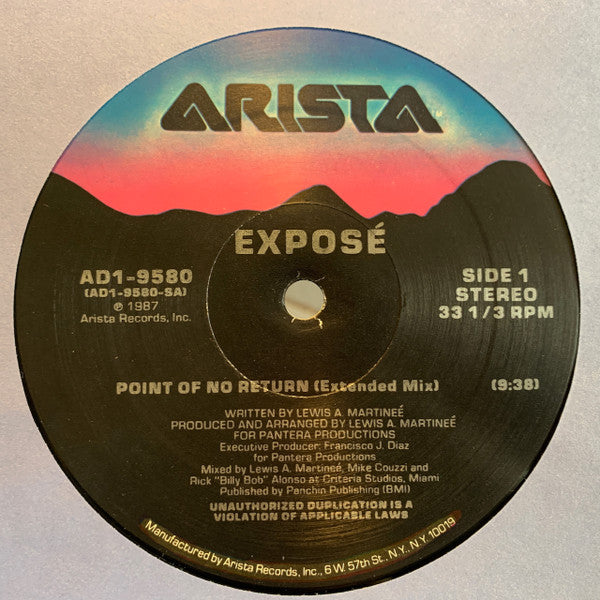 ARISTA
EXPOSÉ
AD1-9580
(AD1-9580-SA)
℗ 1987
Arista Records, Inc.
SIDE 1
STEREO
33 1/3 RPM
POINT OF NO RETURN (Extended Mix) (9:38)
WRITTEN BY LEWIS A. MARTINEÉ
PRODUCED AND ARRANGED BY LEWIS A. MARTINEÉ
FOR PANTERA PRODUCTIONS
Executive Producer: Francisco J. Diaz
for Pantera Productions
Mixed by Lewis A. Martineé, Mike Couzzi and
Rick "Billy Bob" Alonso at Criteria Studios, Miami
Published by Panchin Publishing (BMI)
UNAUTHORIZED DUPLICATION IS A
VIOLATION OF APPLICABLE LAWS
Manufactured by Arista Records, Inc., 6 W. 57th St., N.Y., N.Y. 10019